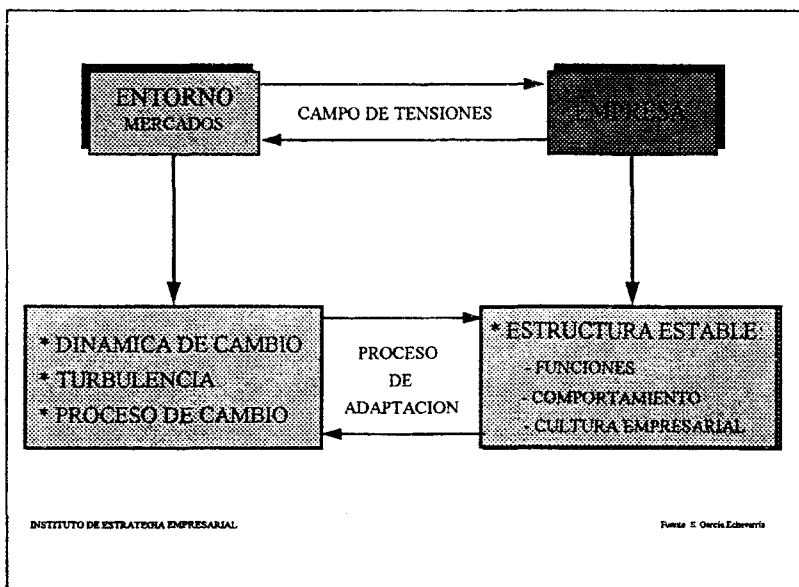 ENTORNO
MERCADOS
CAMPO DE TENSIONES
EMPRESA
* DINAMICA DE CAMBIO
* TURBULENCIA
* PROCESO DE CAMBIO
PROCESO
DE
ADAPTACION
* ESTRUCTURA ESTABLE:
- FUNCIONES
- COMPORTAMIENTO
- CULTURA EMPRESARIAL
INSTITUTO DE ESTRATEGIA EMPRESARIAL
Fuente S. García Echevarría